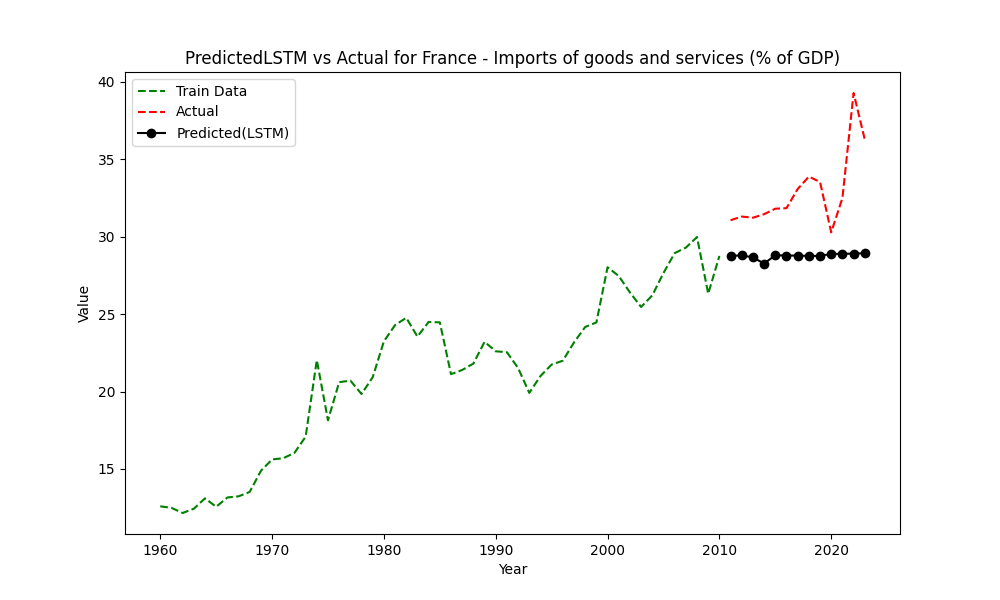 PredictedLSTM vs Actual for France - Imports of goods and services (% of GDP)
Train Data
Actual
Predicted(LSTM)
40
35
30
25
20
15
Value
1960 1970 1980 1990 2000 2010 2020
Year